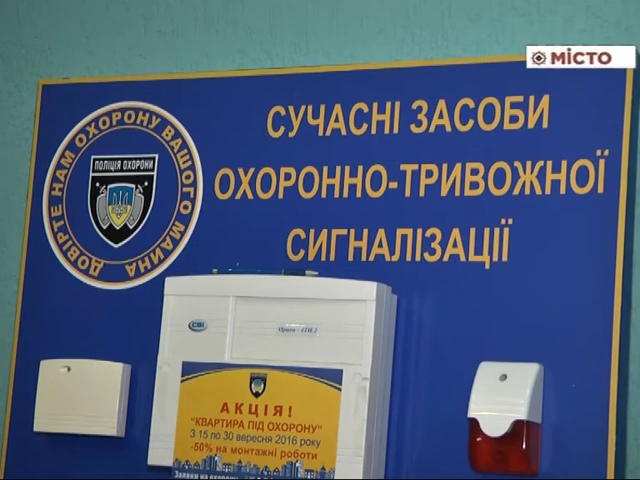 МІСТО
СУЧАСНІ ЗАСОБИ
ОХОРОННО-ТРИВОЖНОЇ
СИГНАЛІЗАЦІЇ
ДОВІРТЕ НАМ ОХОРОНУ ВАШОГО МАЙНА
ПОЛІЦІЯ ОХОРОНИ
СВІ
АКЦІЯ!
"КВАРТИРА ПІД ОХОРОНУ"
З 15 по 30 вересня 2016 року
-50% на монтажні роботи